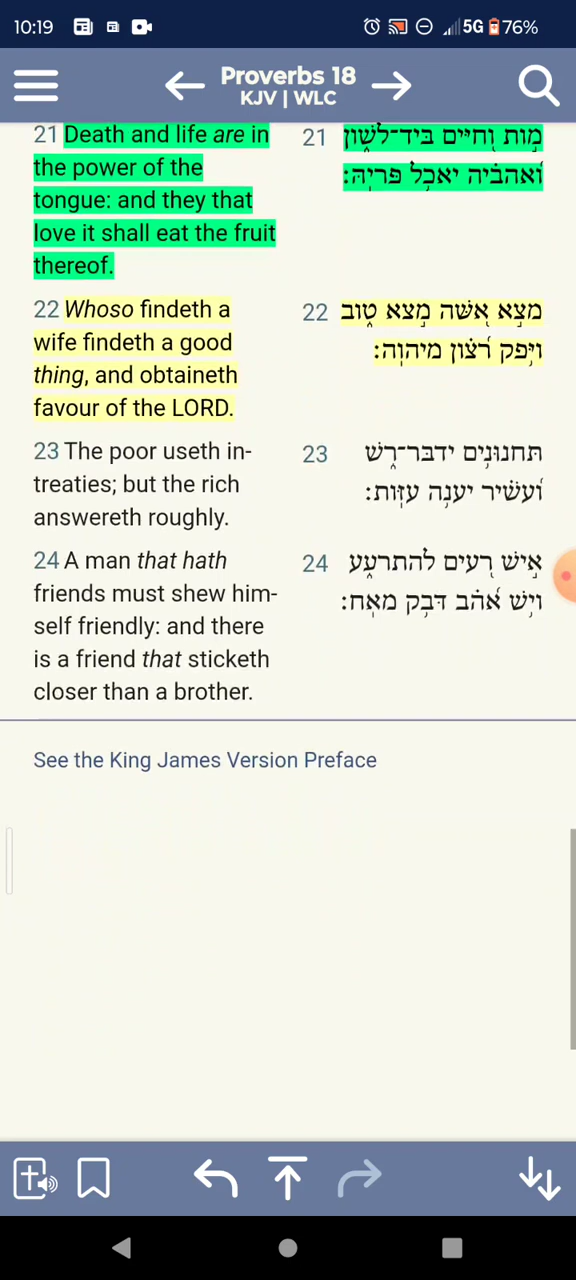 10:19
5G 76%
Proverbs 18
KJV | WLC
21 Death and life are in
the power of the
tongue: and they that
love it shall eat the fruit
thereof.
21 מָ֣וֶת וְ֭חַיִּים בְּיַד־לָשׁ֑וֹן
וְ֝אֹהֲבֶ֗יהָ יֹאכַ֥ל פִּרְיָֽהּ׃
22 Whoso findeth a
wife findeth a good
thing, and obtaineth
favour of the LORD.
22 מָצָ֣א אִ֭שָּׁה מָ֣צָא ט֑וֹב
וַיָּ֥פֶק רָ֝צ֗וֹן מֵיְהוָֽה׃
23 The poor useth in-
treaties; but the rich
answereth roughly.
23 תַּחֲנוּנִ֥ים יְדַבֶּר־רָ֑שׁ
וְ֝עָשִׁ֗יר יַעֲנֶ֥ה עַזּֽוֹת׃
24 A man that hath
friends must shew him-
self friendly: and there
is a friend that sticketh
closer than a brother.
24 אִ֣ישׁ רֵ֭עִים לְהִתְרֹעֵ֑עַ
וְיֵ֥שׁ אֹ֝הֵ֗ב דָּבֵ֥ק מֵאָֽח׃
See the King James Version Preface